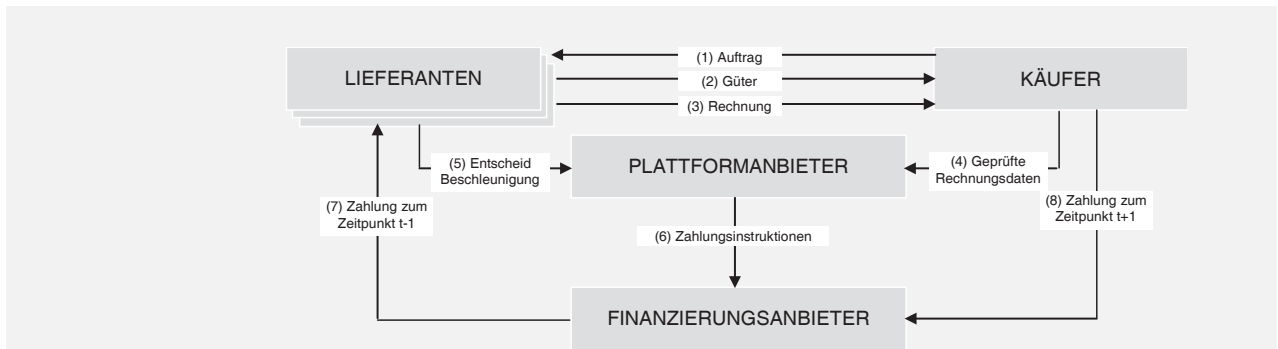 (1) Auftrag
LIEFERANTEN
(2) Güter
KÄUFER
(3) Rechnung
(5) Entscheid
Beschleunigung
PLATTFORMANBIETER
(4) Geprüfte
Rechnungsdaten
(7) Zahlung zum
Zeitpunkt t-1
(8) Zahlung zum
Zeitpunkt t+1
(6) Zahlungsinstruktionen
FINANZIERUNGSANBIETER